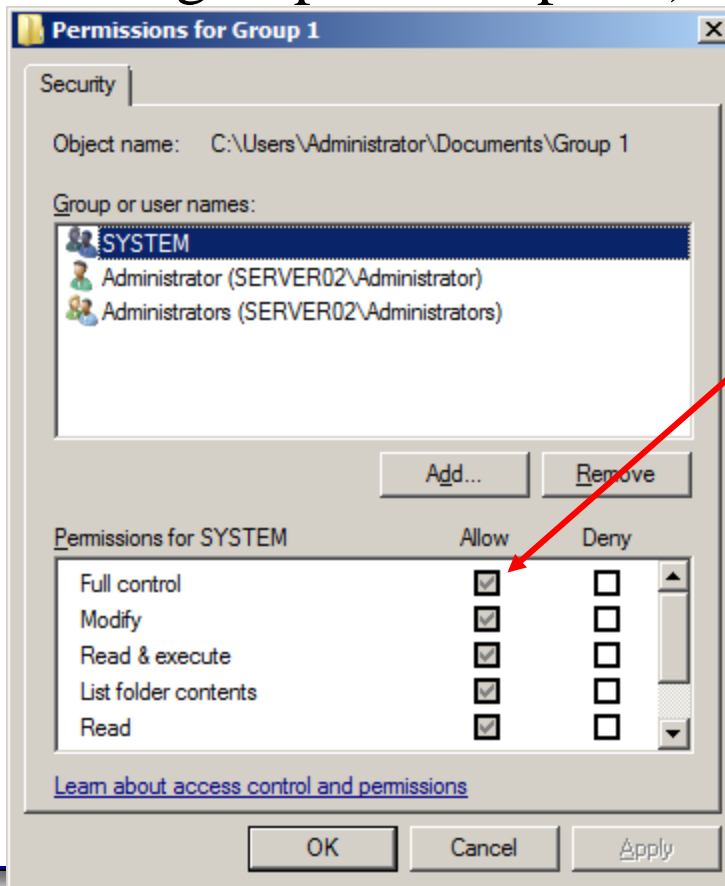 Permissions for Group 1
Security
Object name: C:\Users\Administrator\Documents\Group 1
Group or user names:
SYSTEM
Administrator (SERVER02\Administrator)
Administrators (SERVER02\Administrators)
Add... Remove
Permissions for SYSTEM Allow Deny
Full control
Modify
Read & execute
List folder contents
Read
Learn about access control and permissions
OK Cancel Apply